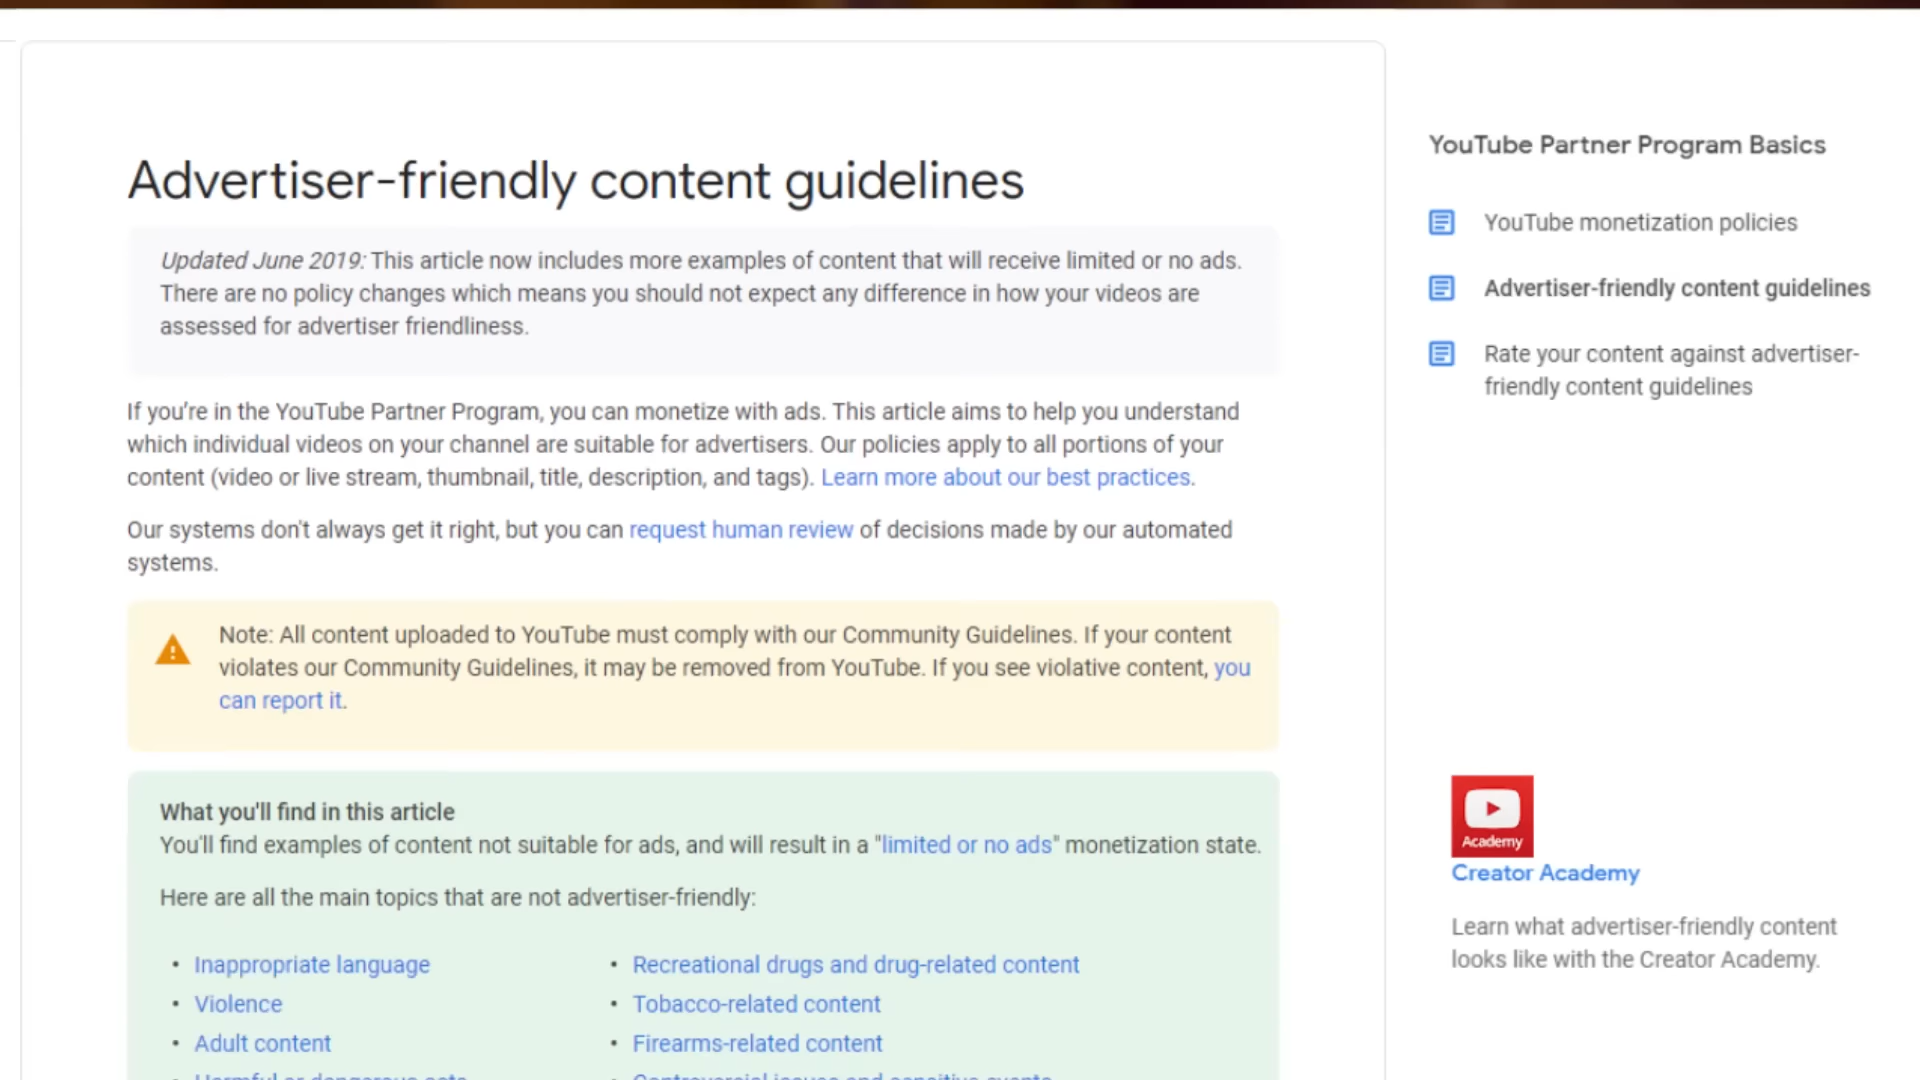 Advertiser-friendly content guidelines
Updated June 2019: This article now includes more examples of content that will receive limited or no ads.
There are no policy changes which means you should not expect any difference in how your videos are
assessed for advertiser friendliness.
If you’re in the YouTube Partner Program, you can monetize with ads. This article aims to help you understand
which individual videos on your channel are suitable for advertisers. Our policies apply to all portions of your
content (video or live stream, thumbnail, title, description, and tags). Learn more about our best practices.
Our systems don't always get it right, but you can request human review of decisions made by our automated
systems.
Note: All content uploaded to YouTube must comply with our Community Guidelines. If your content
violates our Community Guidelines, it may be removed from YouTube. If you see violative content, you
can report it.
What you'll find in this article
You'll find examples of content not suitable for ads, and will result in a "limited or no ads" monetization state.
Here are all the main topics that are not advertiser-friendly:
• Inappropriate language
• Violence
• Adult content
• Harmful or dangerous acts
• Recreational drugs and drug-related content
• Tobacco-related content
• Firearms-related content
• Controversial issues and sensitive events
YouTube Partner Program Basics
YouTube monetization policies
Advertiser-friendly content guidelines
Rate your content against advertiser-
friendly content guidelines
Academy
Creator Academy
Learn what advertiser-friendly content
looks like with the Creator Academy.